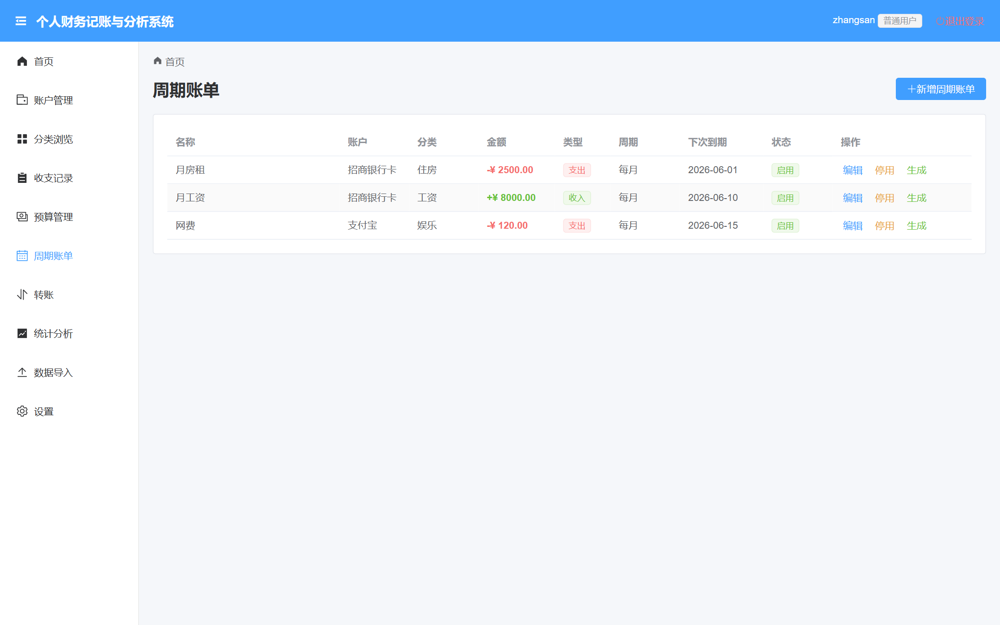 个人财务记账与分析系统
zhangsan 普通用户 退出登录
首页
账户管理
分类浏览
收支记录
预算管理
周期账单
转账
统计分析
数据导入
设置
首页
周期账单
+新增周期账单
名称 账户 分类 金额 类型 周期 下次到期 状态 操作
月房租 招商银行卡 住房 -¥ 2500.00 支出 每月 2026-06-01 启用 编辑 停用 生成
月工资 招商银行卡 工资 +¥ 8000.00 收入 每月 2026-06-10 启用 编辑 停用 生成
网费 支付宝 娱乐 -¥ 120.00 支出 每月 2026-06-15 启用 编辑 停用 生成